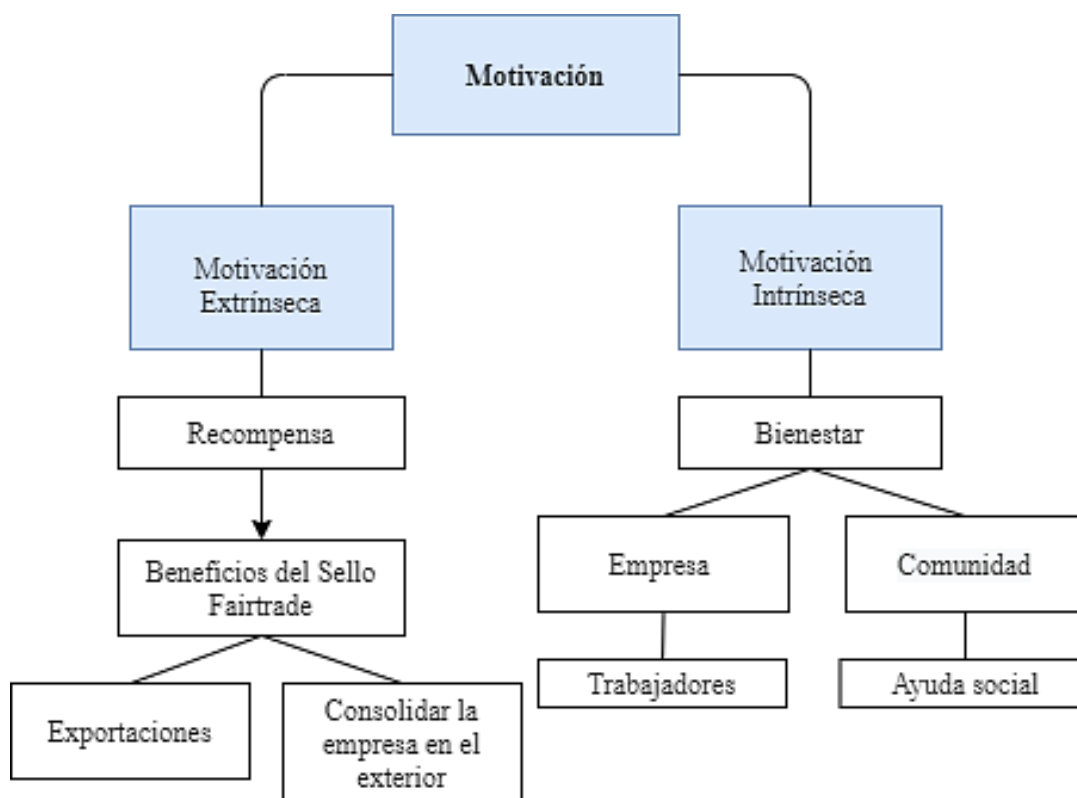 Motivación
Motivación
Extrínseca
Motivación
Intrínseca
Recompensa
Bienestar
Beneficios del Sello
Fairtrade
Empresa
Comunidad
Trabajadores
Ayuda social
Exportaciones
Consolidar la
empresa en el
exterior